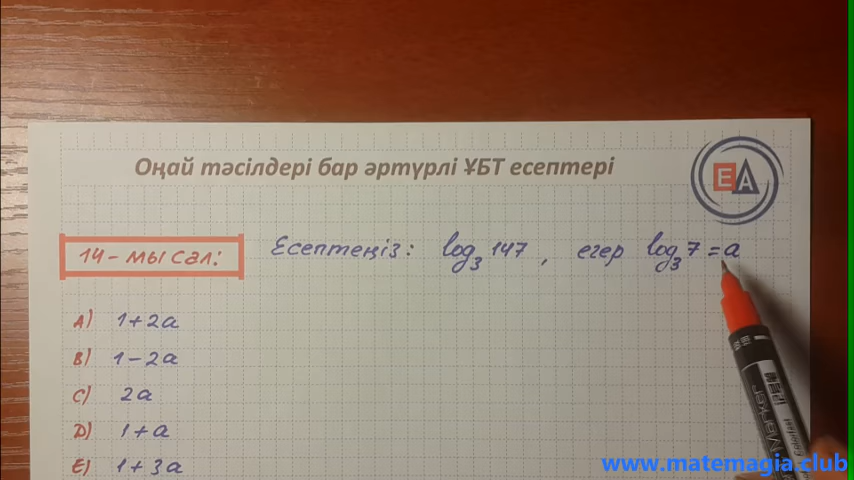 Оңай тәсілдері бар әртүрлі ҰБТ есептері
EA
14 - мысал: Есептеңіз: log₃ 147 , егер log₃ 7 = a
A) 1 + 2a
B) 1 - 2a
C) 2a
D) 1 + a
E) 1 + 3a
www.matemagia.club